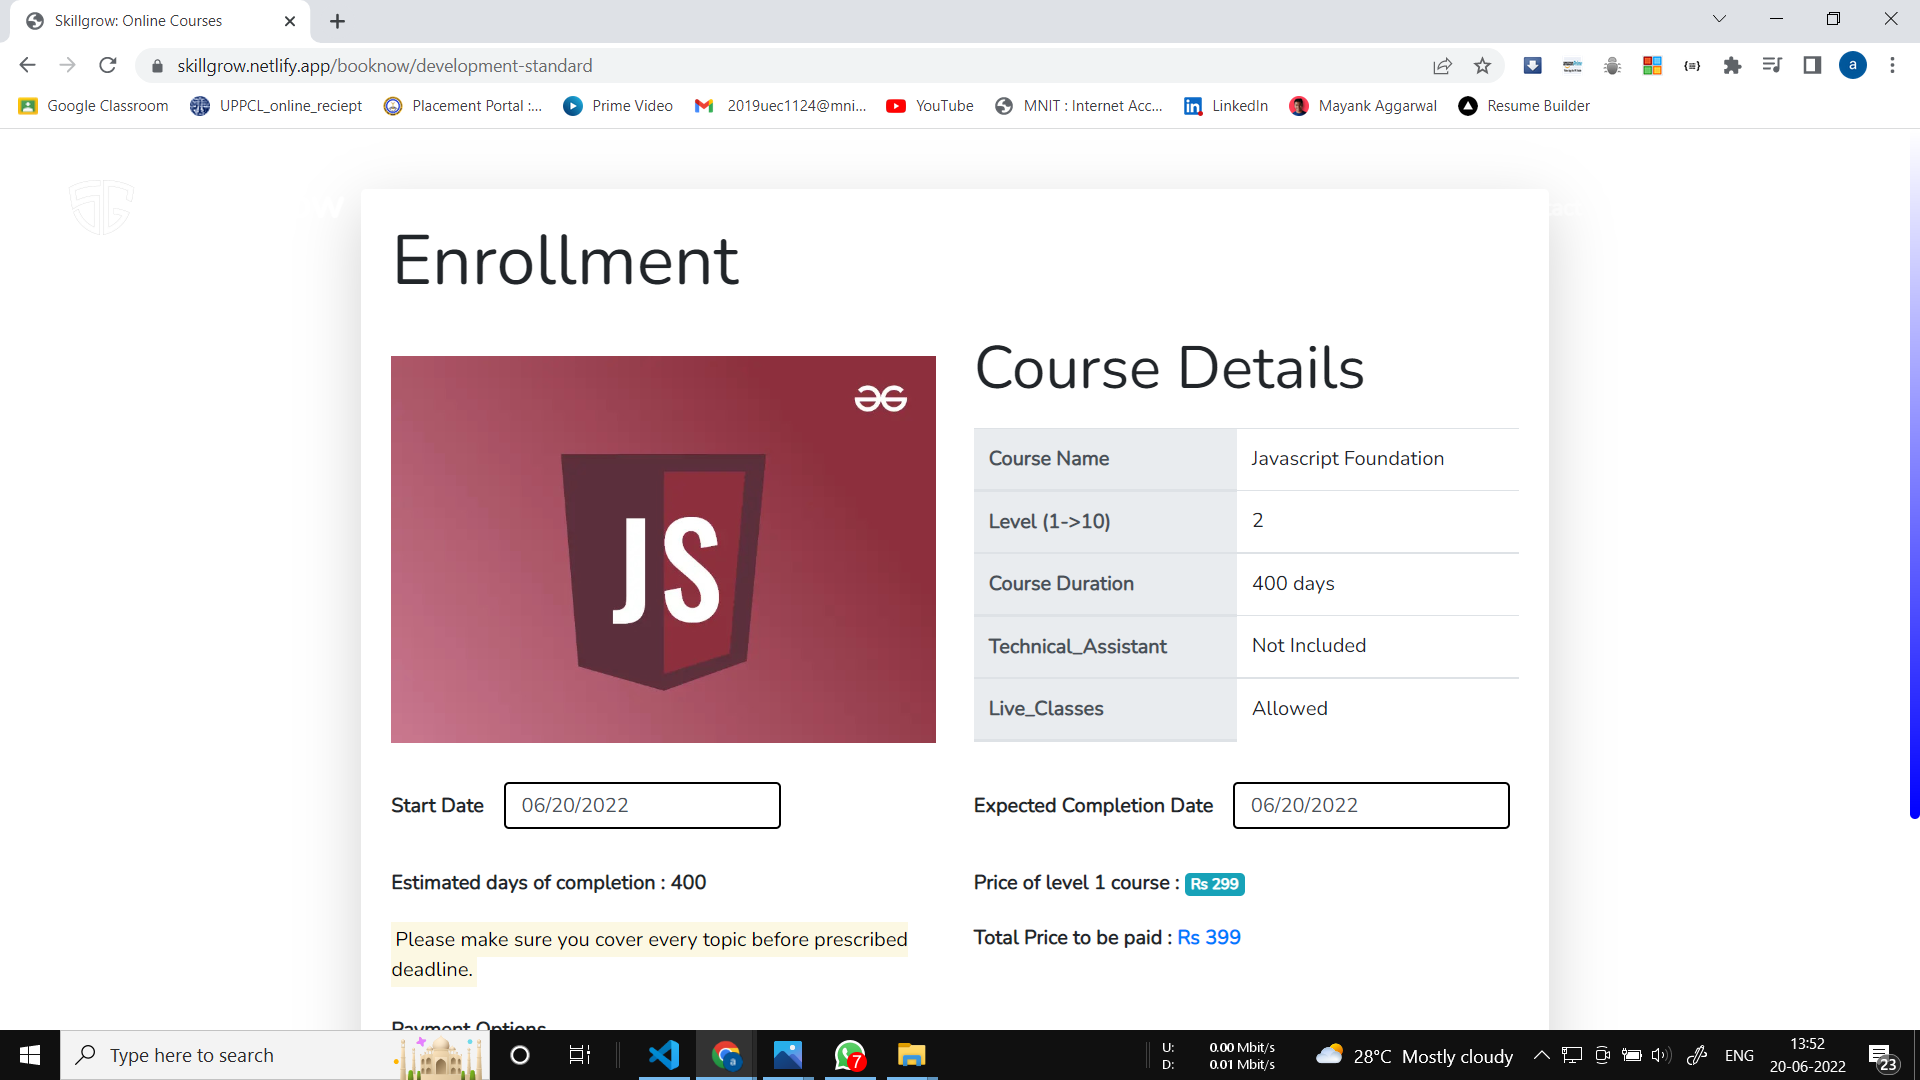 Skillgrow: Online Courses
skillgrow.netlify.app/booknow/development-standard
a
Google Classroom
UPPCL_online_reciept
Placement Portal :...
Prime Video
2019uec1124@mni...
YouTube
MNIT : Internet Acc...
LinkedIn
Mayank Aggarwal
Resume Builder
Enrollment
JS
Course Details
Course Name Javascript Foundation
Level (1->10) 2
Course Duration 400 days
Technical_Assistant Not Included
Live_Classes Allowed
Start Date 06/20/2022
Expected Completion Date 06/20/2022
Estimated days of completion : 400
Price of level 1 course : Rs 299
Please make sure you cover every topic before prescribed
deadline.
Total Price to be paid : Rs 399
Payment Options
Type here to search
a
7
U: 0.00 Mbit/s
D: 0.01 Mbit/s
28°C Mostly cloudy
ENG
13:52
20-06-2022
23